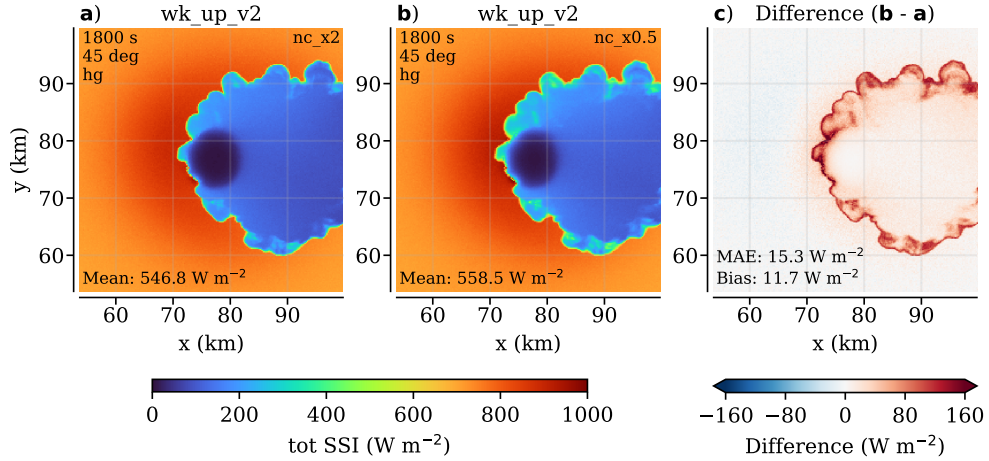 a) wk_up_v2
1800 s
45 deg
hg
nc_x2
Mean: 546.8 W m⁻²
90
80
70
60
y (km)
60 70 80 90
x (km)
b) wk_up_v2
1800 s
45 deg
hg
nc_x0.5
Mean: 558.5 W m⁻²
90
80
70
60
60 70 80 90
x (km)
c) Difference (b - a)
MAE: 15.3 W m⁻²
Bias: 11.7 W m⁻²
90
80
70
60
60 70 80 90
x (km)
0 200 400 600 800 1000
tot SSI (W m⁻²)
−160 −80 0 80 160
Difference (W m⁻²)